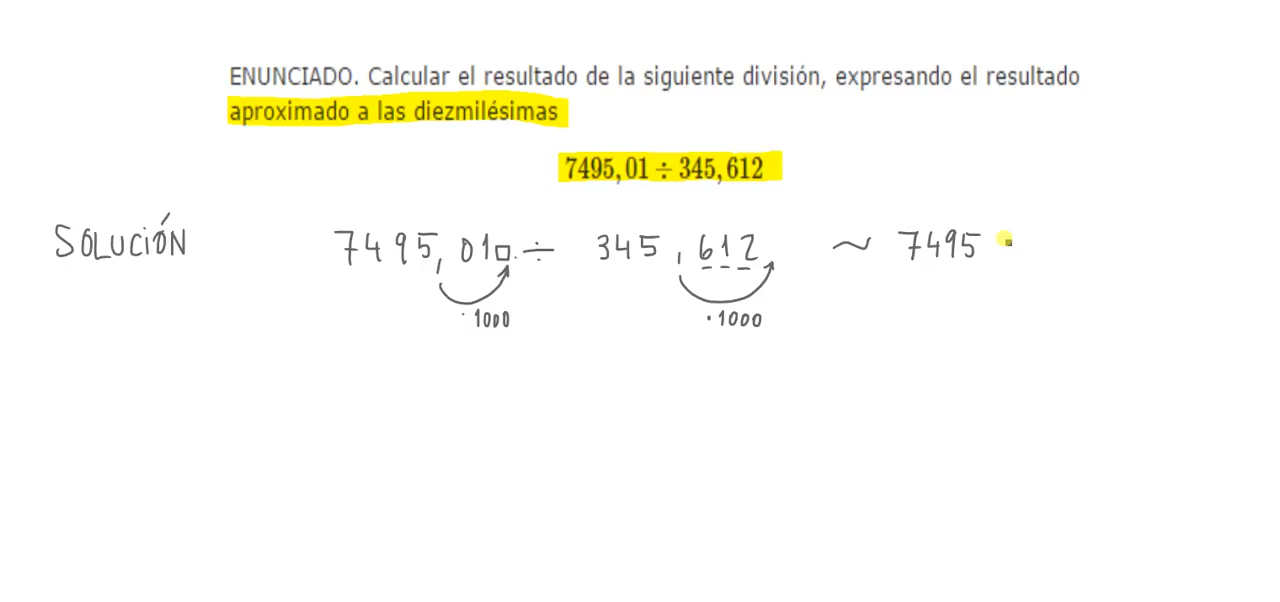 ENUNCIADO. Calcular el resultado de la siguiente división, expresando el resultado
aproximado a las diezmilésimas
7495,01 ÷ 345,612
SOLUCIÓN 7495,010 ÷ 345,612 ~ 7495
·1000 ·1000